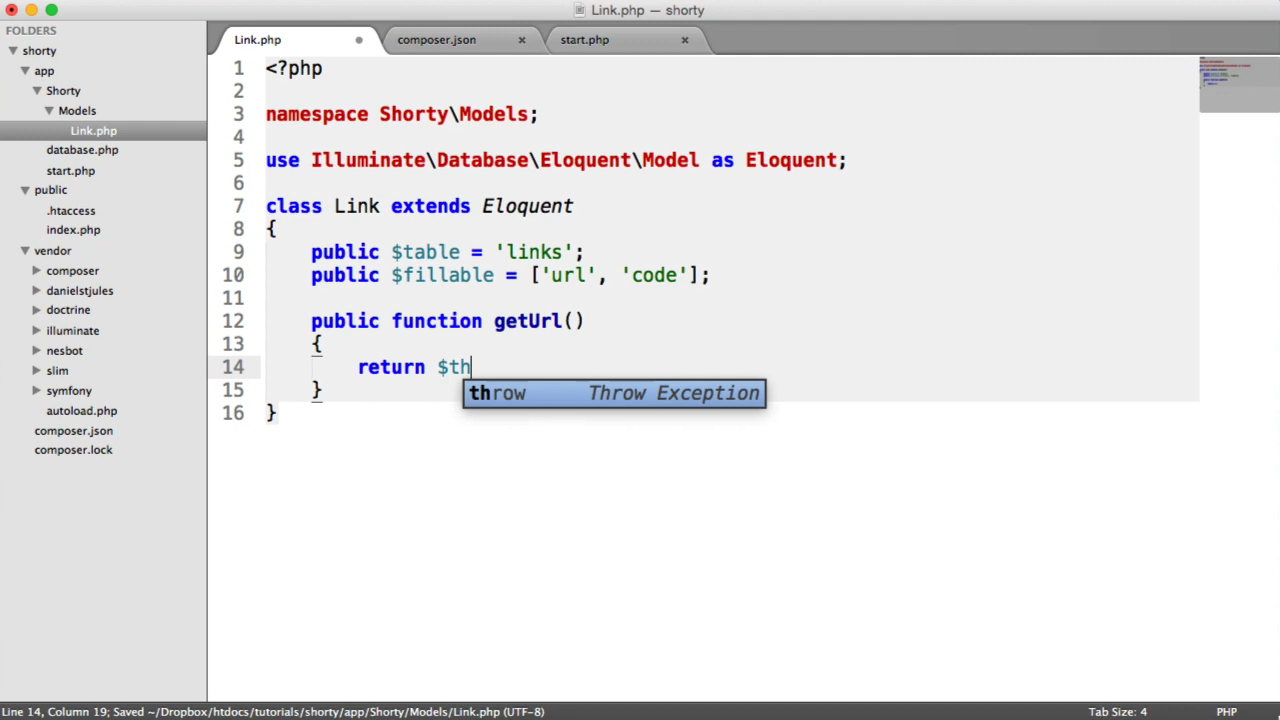 Link.php — shorty
FOLDERS
shorty
app
Shorty
Models
Link.php
database.php
start.php
public
.htaccess
index.php
vendor
composer
danielstjules
doctrine
illuminate
nesbot
slim
symfony
autoload.php
composer.json
composer.lock
Link.php composer.json start.php
1 <?php
2
3 namespace Shorty\Models;
4
5 use Illuminate\Database\Eloquent\Model as Eloquent;
6
7 class Link extends Eloquent
8 {
9 public $table = 'links';
10 public $fillable = ['url', 'code'];
11
12 public function getUrl()
13 {
14 return $th
throw Throw Exception
15 }
16 }
Line 14, Column 19; Saved ~/Dropbox/htdocs/tutorials/shorty/app/Shorty/Models/Link.php (UTF-8) Tab Size: 4 PHP